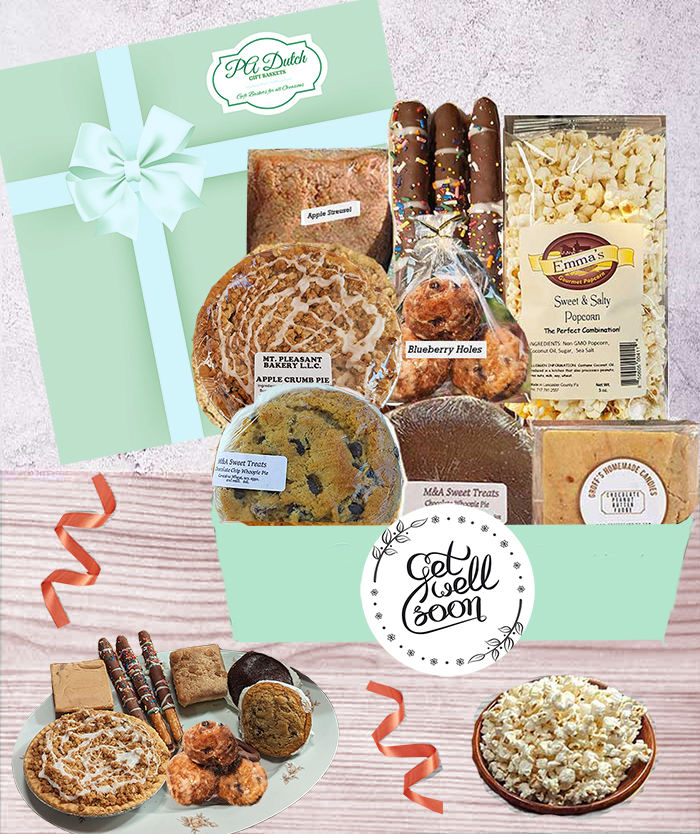 PA Dutch
GIFT BASKETS
Gift Baskets for all Occasions
Apple Streusel
Emma's
Gourmet Popcorn
Sweet & Salty
Popcorn
The Perfect Combination!
INGREDIENTS: Non GMO Popcorn,
Coconut Oil, Sugar, Sea Salt
Net Wt.
5 oz.
Blueberry Holes
MT. PLEASANT
BAKERY L.L.C.
APPLE CRUMB PIE
M&A Sweet Treats
Chocolate Chip Whoopie Pie
M&A Sweet Treats
Chocolate Whoopie Pie
GROFF'S HOMEMADE CANDIES
CHOCOLATE
PEANUT
BUTTER
FUDGE
get
well
soon